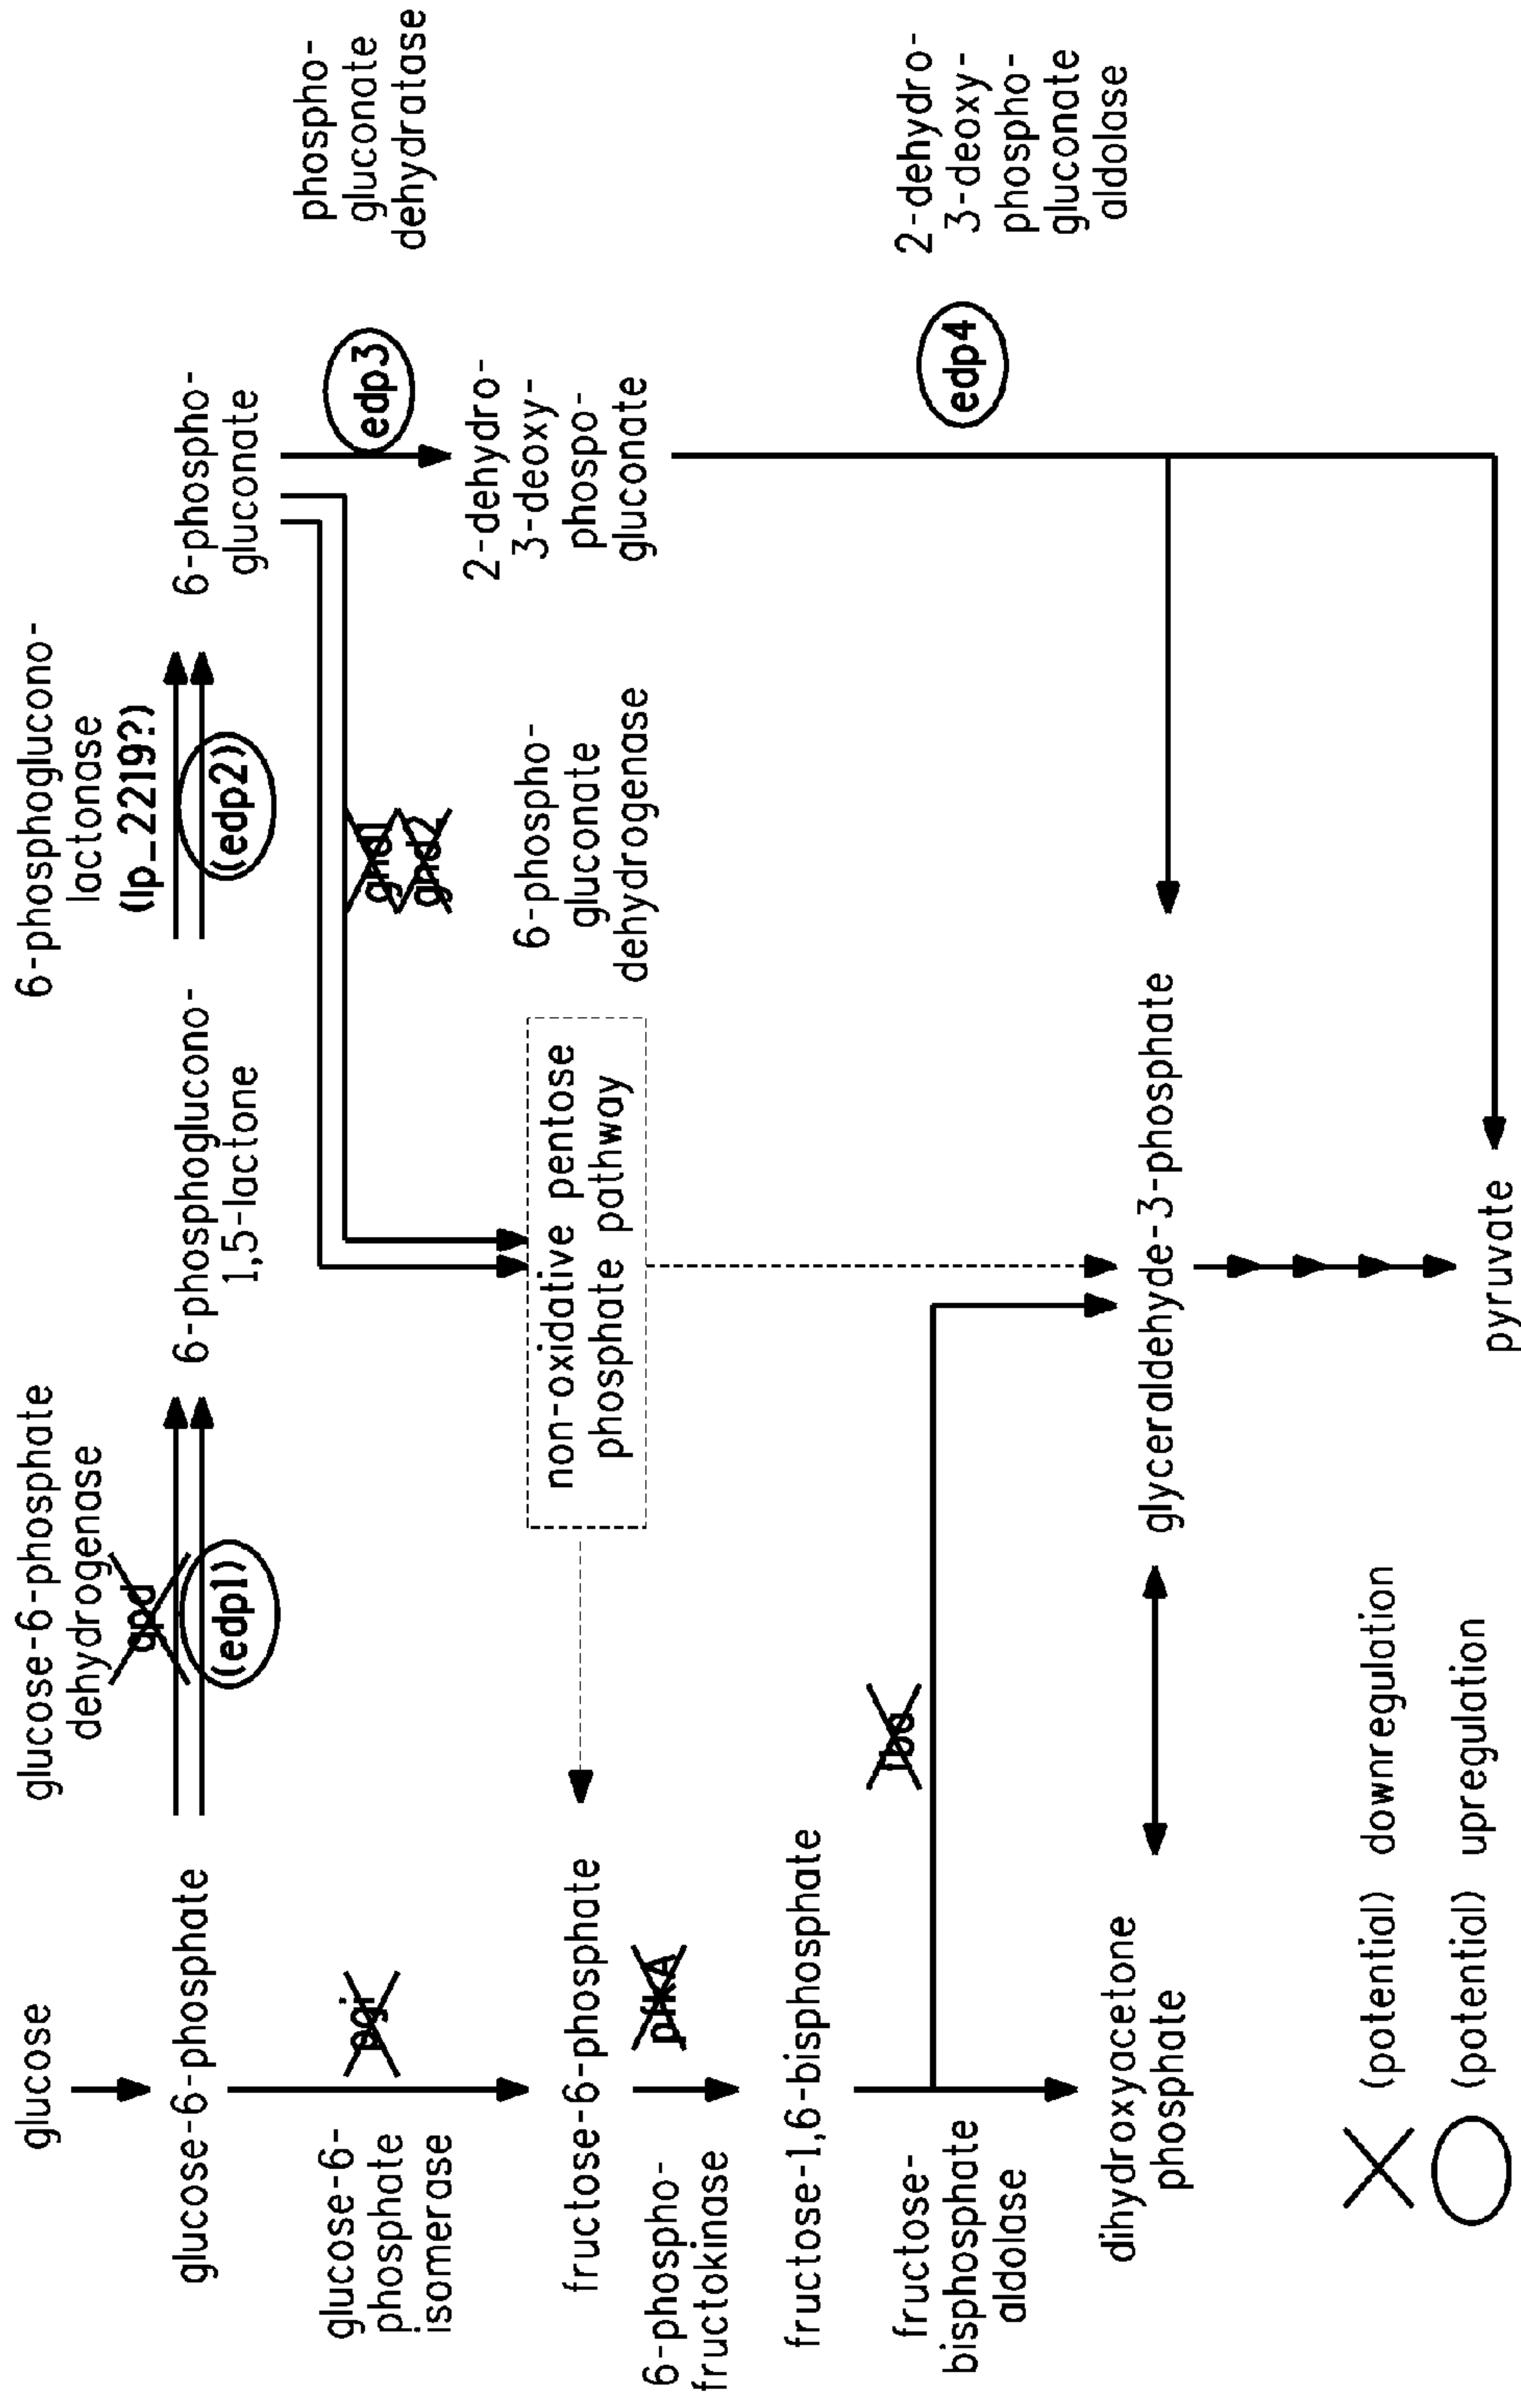 glucose
glucose-6-phosphate
glucose-6-phosphate
dehydrogenase
gpd
(edp1)
6-phosphoglucono-
1,5-lactone
6-phosphoglucono-
lactonase
(lp_2219?)
(edp2)
6-phospho-
gluconate
phospho-
gluconate
dehydratase
edp3
glucose-6-
phosphate
isomerase
pgi
gnd1
gnd2
6-phospho-
gluconate
dehydrogenase
2-dehydro-
3-deoxy-
phospo-
gluconate
fructose-6-phosphate
non-oxidative pentose
phosphate pathway
6-phospho-
fructokinase
pfkA
fructose-1,6-bisphosphate
fructose-
bisphosphate
aldolase
fba
edp4
2-dehydro-
3-deoxy-
phospho-
gluconate
aldolase
dihydroxyacetone
phosphate
glyceraldehyde-3-phosphate
(potential) downregulation
(potential) upregulation
pyruvate